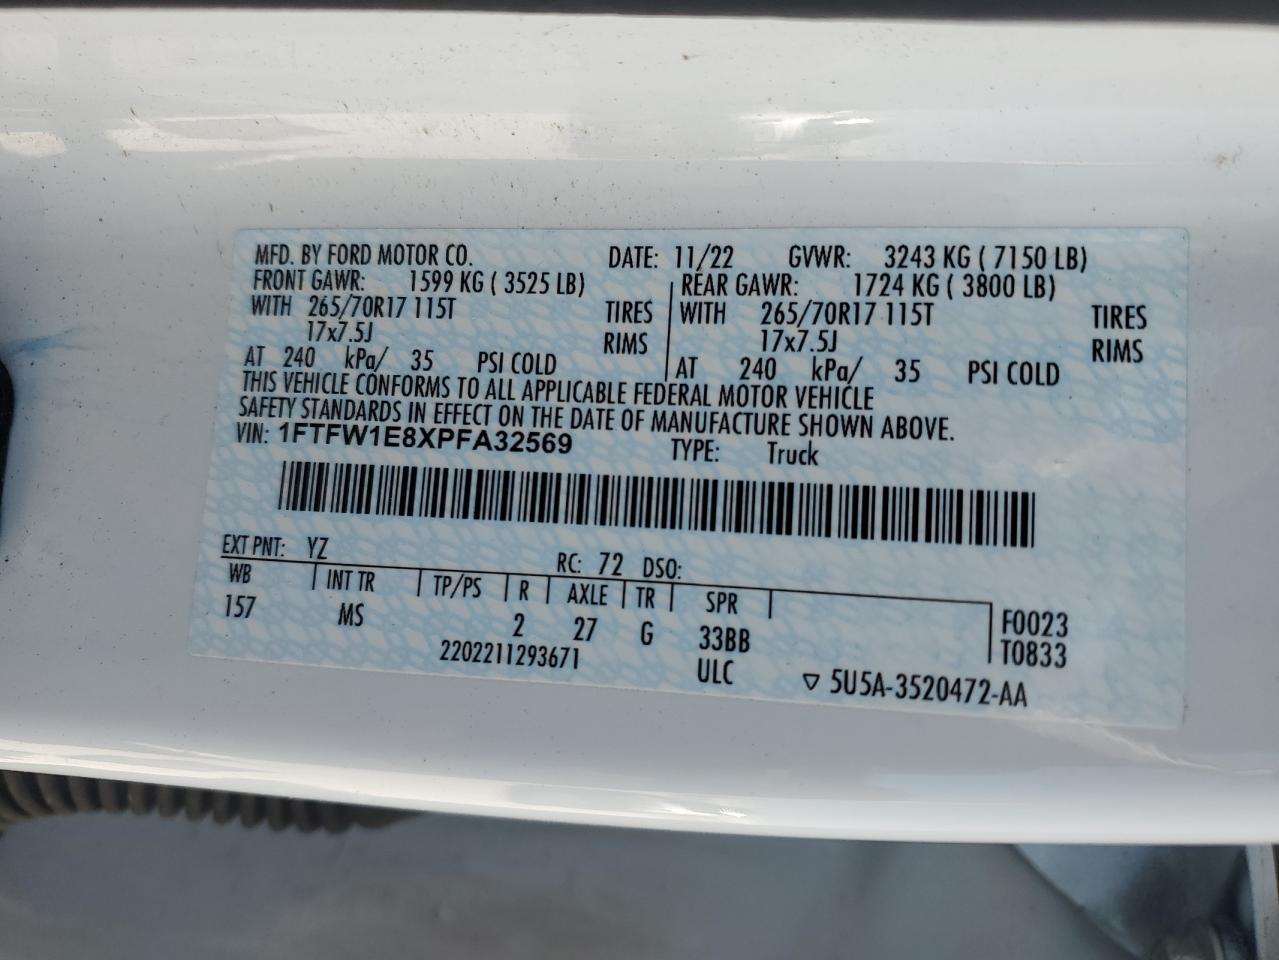 MFD. BY FORD MOTOR CO. DATE: 11/22 GVWR: 3243 KG ( 7150 LB)
FRONT GAWR: 1599 KG ( 3525 LB) REAR GAWR: 1724 KG ( 3800 LB)
WITH 265/70R17 115T TIRES WITH 265/70R17 115T TIRES
17x7.5J RIMS 17x7.5J RIMS
AT 240 kPa/ 35 PSI COLD AT 240 kPa/ 35 PSI COLD
THIS VEHICLE CONFORMS TO ALL APPLICABLE FEDERAL MOTOR VEHICLE
SAFETY STANDARDS IN EFFECT ON THE DATE OF MANUFACTURE SHOWN ABOVE.
VIN: 1FTFW1E8XPFA32569 TYPE: Truck
EXT PNT: YZ RC: 72 DSO:
WB INT TR TP/PS R AXLE TR SPR
157 MS 2 27 G 33BB F0023
2202211293671 ULC T0833
▽ 5U5A-3520472-AA